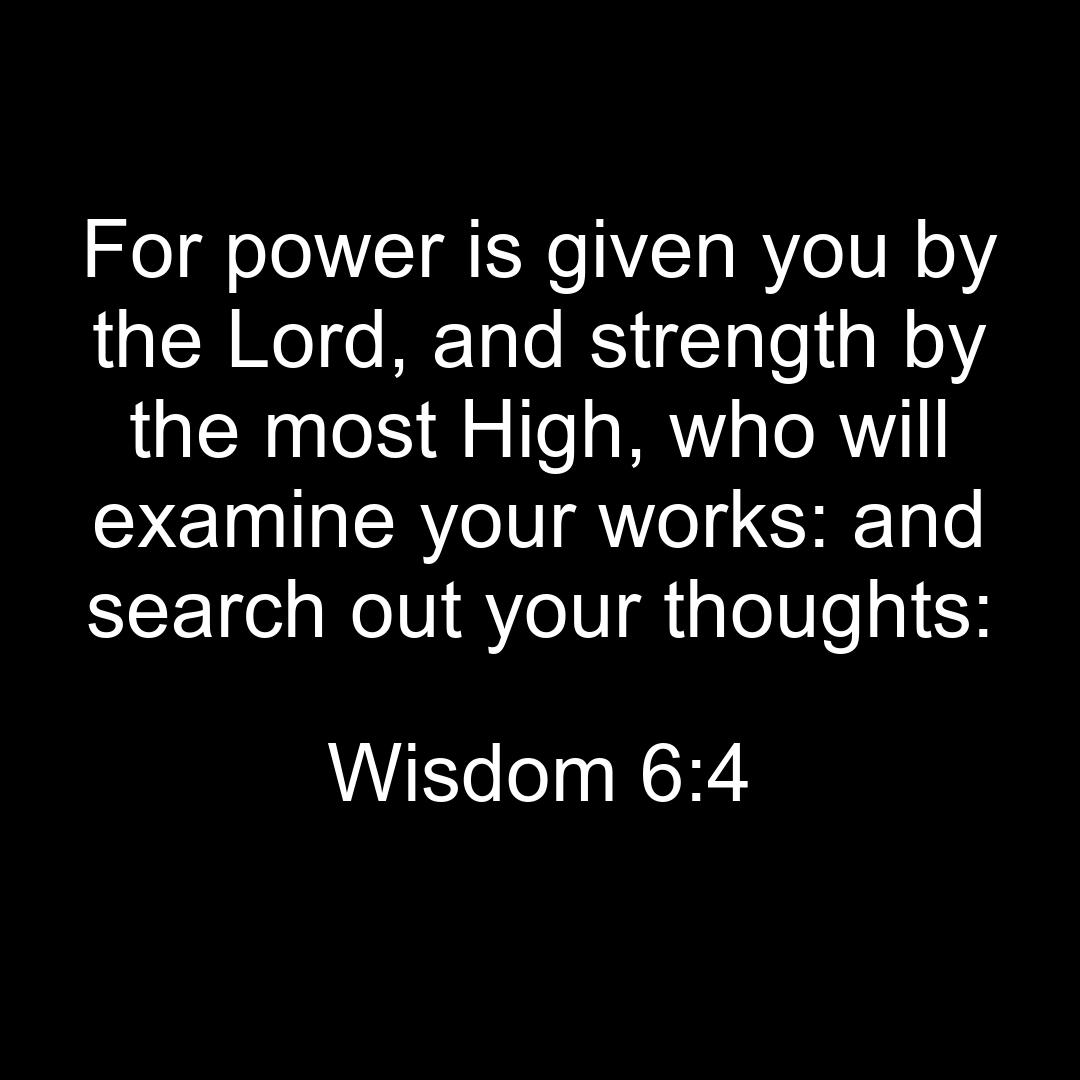 For power is given you by
the Lord, and strength by
the most High, who will
examine your works: and
search out your thoughts:
Wisdom 6:4